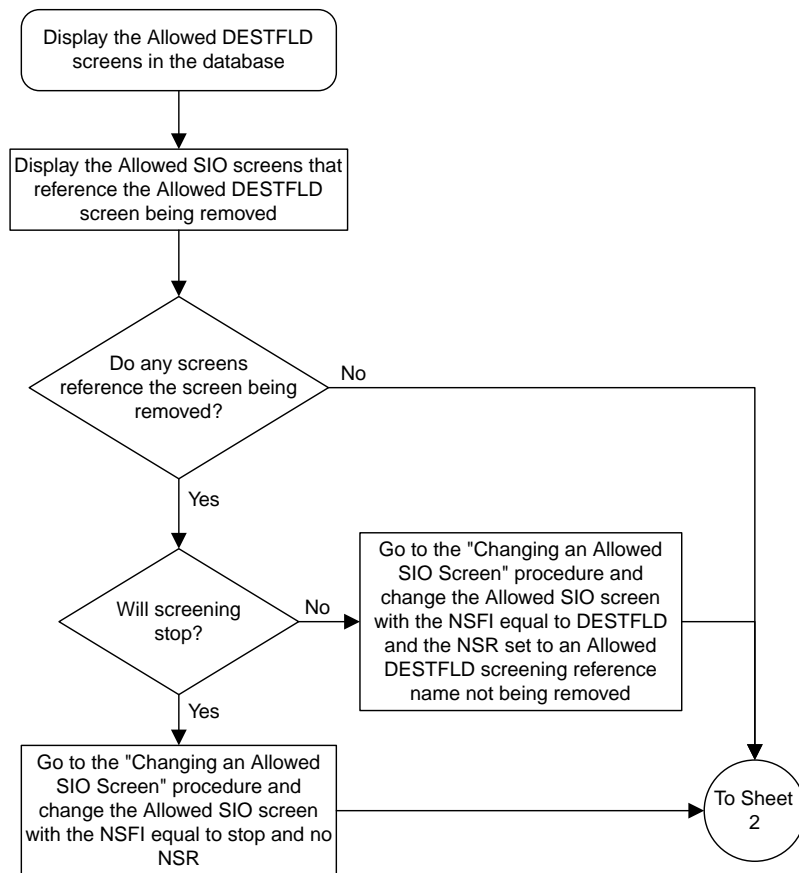 Display the Allowed DESTFLD
screens in the database
Display the Allowed SIO screens that
reference the Allowed DESTFLD
screen being removed
Do any screens
reference the screen being
removed?
No
Yes
Will screening
stop?
No
Go to the "Changing an Allowed
SIO Screen" procedure and
change the Allowed SIO screen
with the NSFI equal to DESTFLD
and the NSR set to an Allowed
DESTFLD screening reference
name not being removed
Yes
Go to the "Changing an Allowed
SIO Screen" procedure and
change the Allowed SIO screen
with the NSFI equal to stop and no
NSR
To Sheet
2